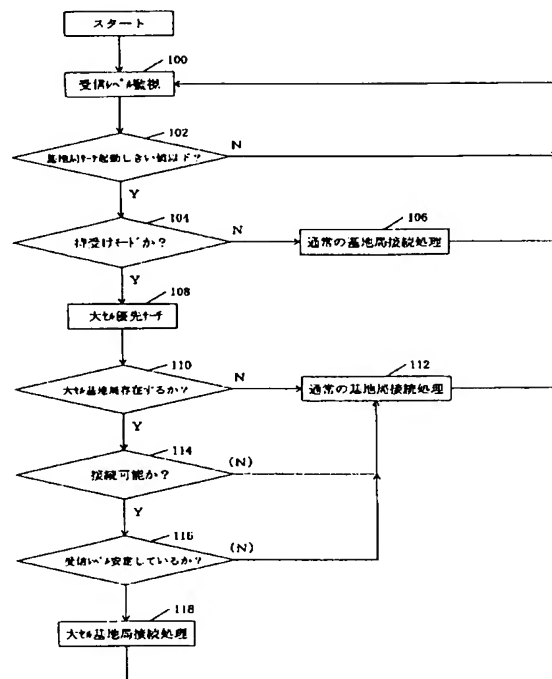 スタート
100
受信ﾚﾍﾞﾙ監視
102
基地局ｻｰﾁ起動しきい値以下?
N
Y
104
待受けﾓｰﾄﾞか?
N
106
通常の基地局接続処理
Y
108
大ｾﾙ優先ｻｰﾁ
110
大ｾﾙ基地局存在するか?
N
112
通常の基地局接続処理
Y
114
接続可能か?
(N)
Y
116
受信ﾚﾍﾞﾙ安定しているか?
(N)
118
大ｾﾙ基地局接続処理